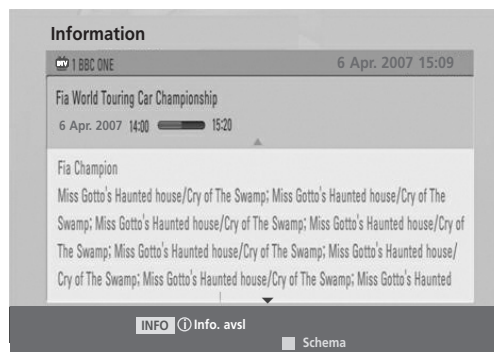 Information
DTV 1 BBC ONE 6 Apr. 2007 15:09
Fia World Touring Car Championship
6 Apr. 2007 14:00 15:20
Fia Champion
Miss Gotto's Haunted house/Cry of The Swamp; Miss Gotto's Haunted house/Cry of The
Swamp; Miss Gotto's Haunted house/Cry of The Swamp; Miss Gotto's Haunted house/Cry of
The Swamp; Miss Gotto's Haunted house/Cry of The Swamp; Miss Gotto's Haunted house/
Cry of The Swamp; Miss Gotto's Haunted house/Cry of The Swamp; Miss Gotto's Haunted
INFO i Info. avsl
Schema